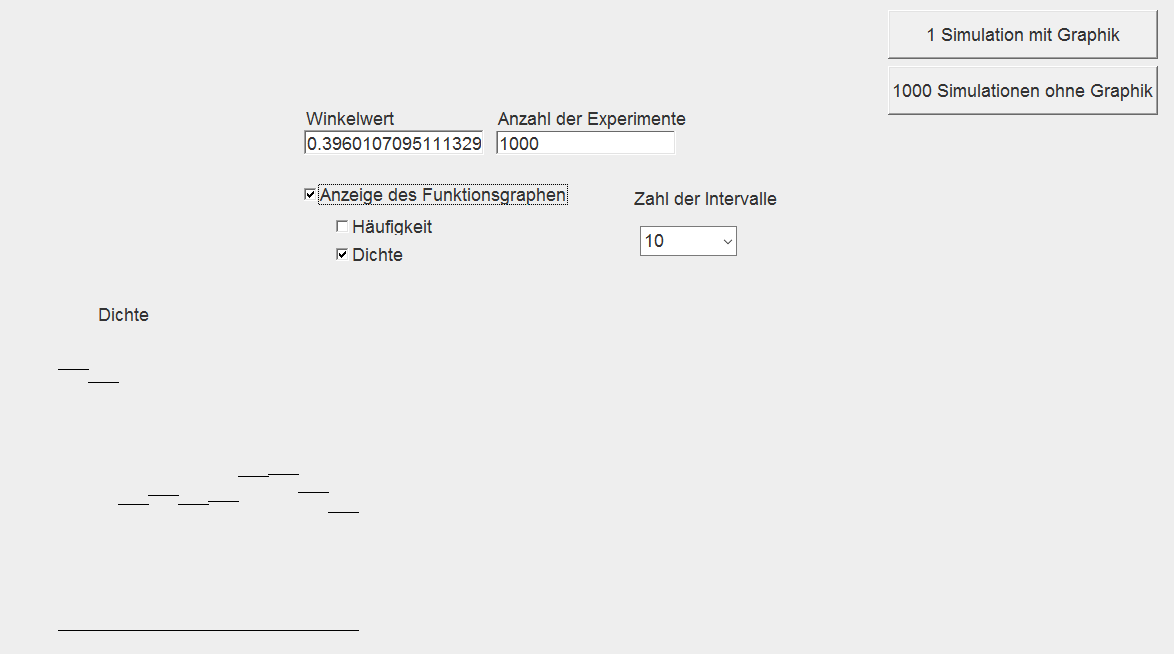 1 Simulation mit Graphik
1000 Simulationen ohne Graphik
Winkelwert
Anzahl der Experimente
0.3960107095111329
1000
Anzeige des Funktionsgraphen
Zahl der Intervalle
Häufigkeit
10
Dichte
Dichte